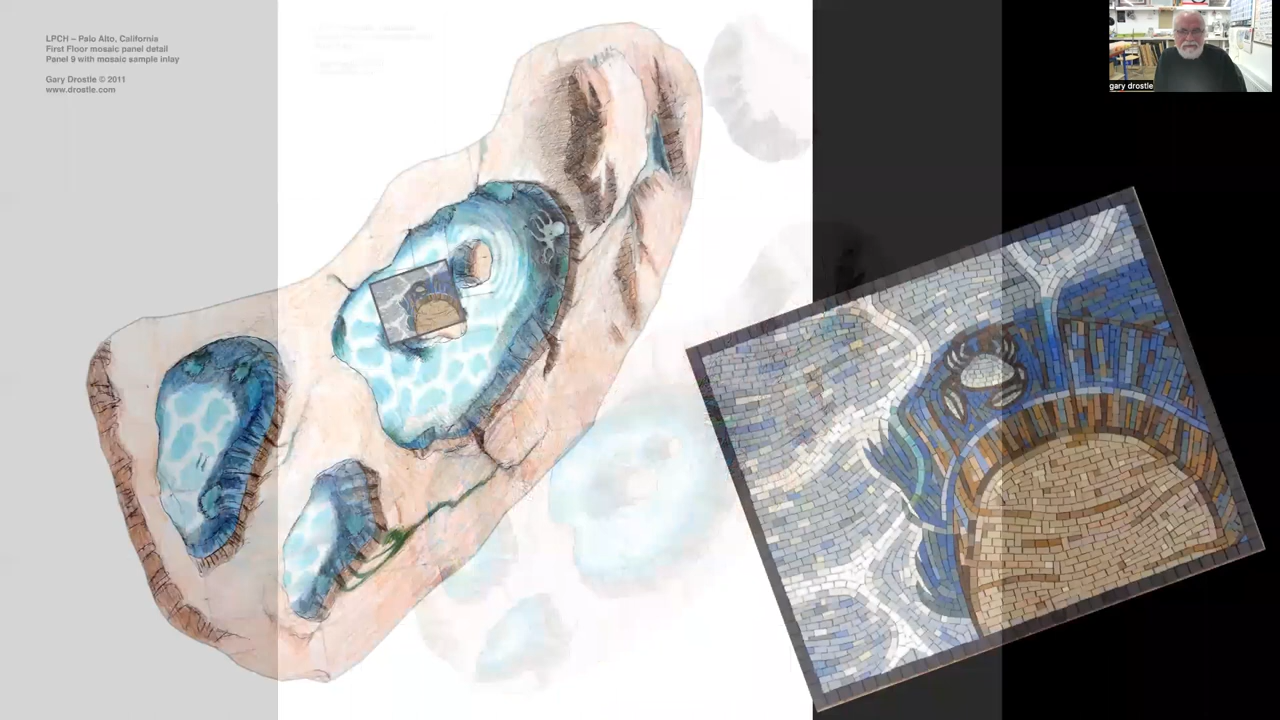 LPCH – Palo Alto, California
First Floor mosaic panel detail
Panel 9 with mosaic sample inlay
Gary Drostle © 2011
www.drostle.com
gary drostle